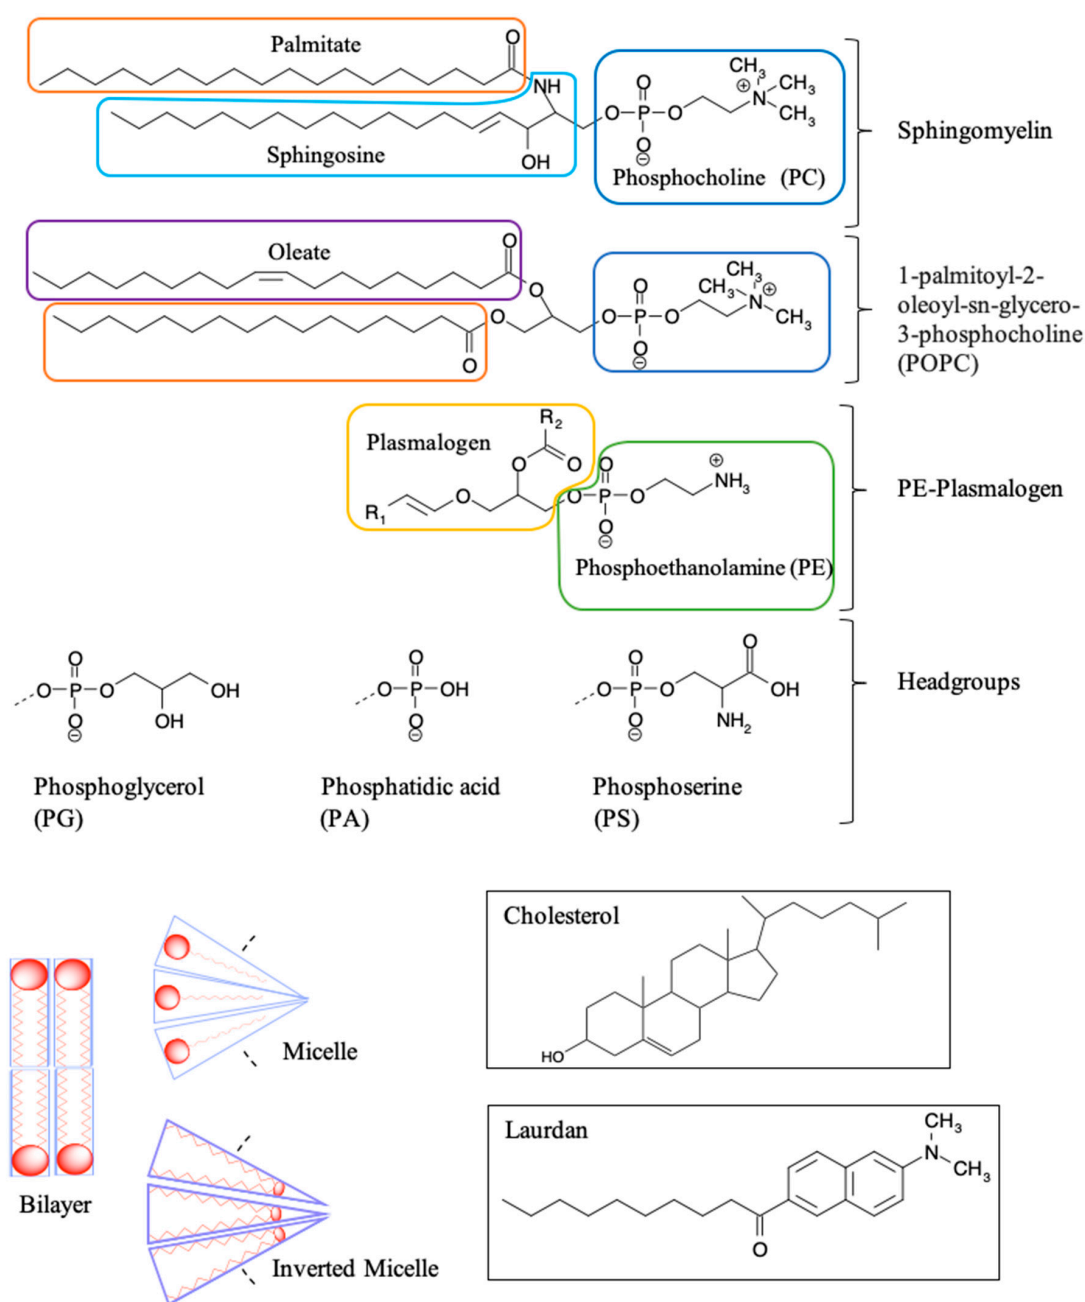 Palmitate
O
NH
Sphingosine
OH
O
O
P
O
O
⊖
CH3
⊕
N
CH3
CH3
Phosphocholine (PC)
Sphingomyelin
Oleate
O
O
O
O
O
O
P
O
O
⊖
CH3
CH3
N
⊕
CH3
1-palmitoyl-2-
oleoyl-sn-glycero-
3-phosphocholine
(POPC)
Plasmalogen
R2
O
O
R1
O
O
O
P
O
O
⊖
⊕
NH3
Phosphoethanolamine (PE)
PE-Plasmalogen
O
O
P
O
OH
O
OH
⊖
O
O
P
OH
O
⊖
O
O
P
O
O
OH
O
NH2
⊖
Headgroups
Phosphoglycerol
(PG)
Phosphatidic acid
(PA)
Phosphoserine
(PS)
Bilayer
Micelle
Inverted Micelle
Cholesterol
HO
Laurdan
CH3
N
CH3
O